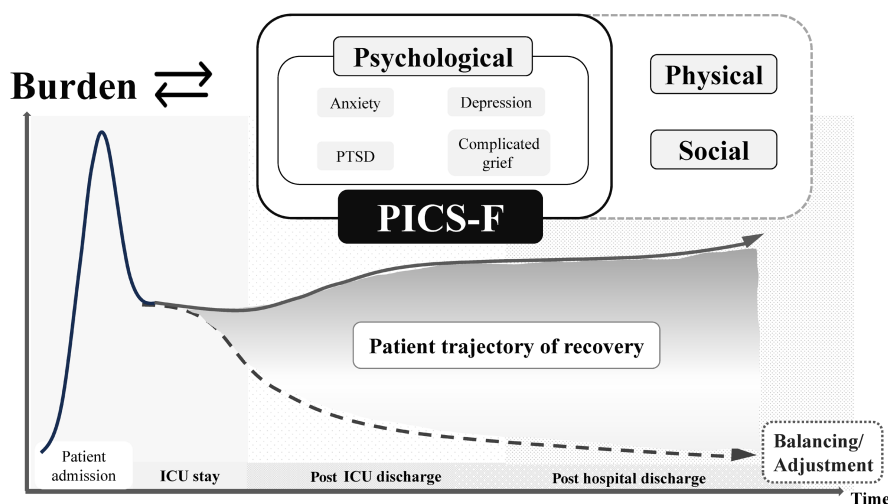 Burden
Psychological
Anxiety
Depression
PTSD
Complicated
grief
Physical
Social
PICS-F
Patient trajectory of recovery
Patient
admission
ICU stay
Post ICU discharge
Post hospital discharge
Balancing/
Adjustment
Time